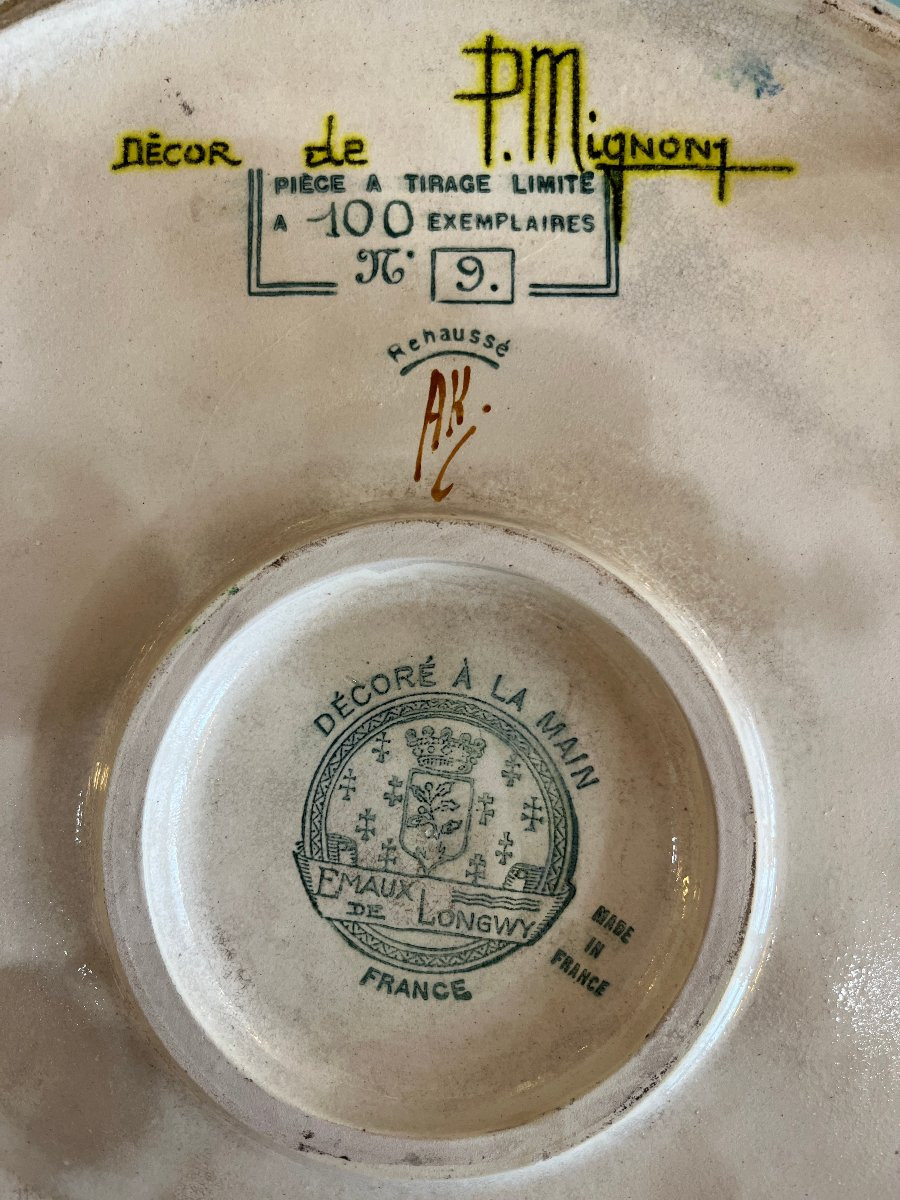 DÉCOR de P. MIGNONY
PIÈCE A TIRAGE LIMITÉ
A 100 EXEMPLAIRES
N° 9.
Rehaussé
AK.
DÉCORÉ À LA MAIN
EMAUX
DE LONGWY
FRANCE
MADE
IN
FRANCE